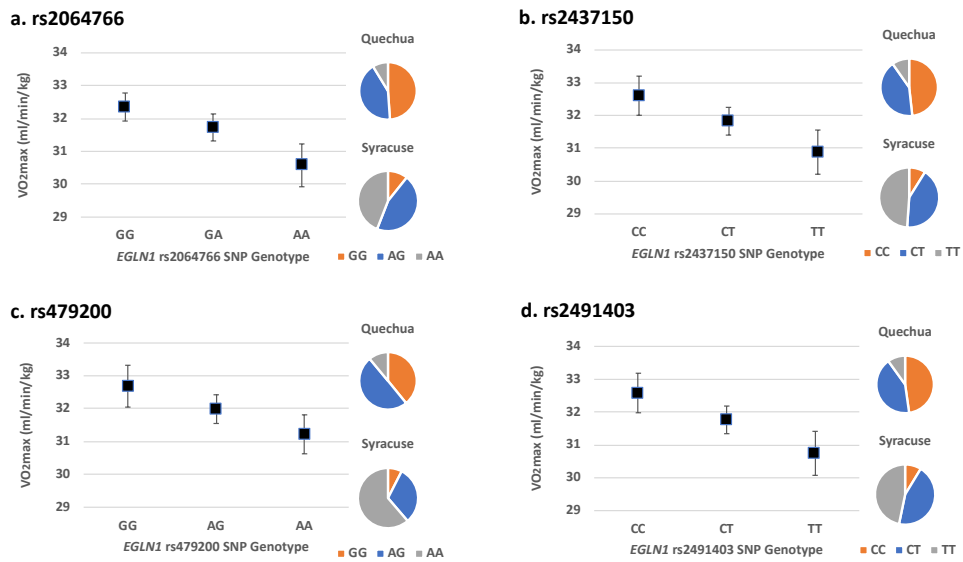 a. rs2064766
Quechua
34
33
32
31
30
29
VO2max (ml/min/kg)
GG
GA
AA
EGLN1 rs2064766 SNP Genotype
Syracuse
GG AG AA
b. rs2437150
Quechua
34
33
32
31
30
29
VO2max (ml/min/kg)
CC
CT
TT
EGLN1 rs2437150 SNP Genotype
Syracuse
CC CT TT
c. rs479200
Quechua
34
33
32
31
30
29
VO2max (ml/min/kg)
GG
AG
AA
EGLN1 rs479200 SNP Genotype
Syracuse
GG AG AA
d. rs2491403
Quechua
34
33
32
31
30
29
VO2max (ml/min/kg)
CC
CT
TT
EGLN1 rs2491403 SNP Genotype
Syracuse
CC CT TT